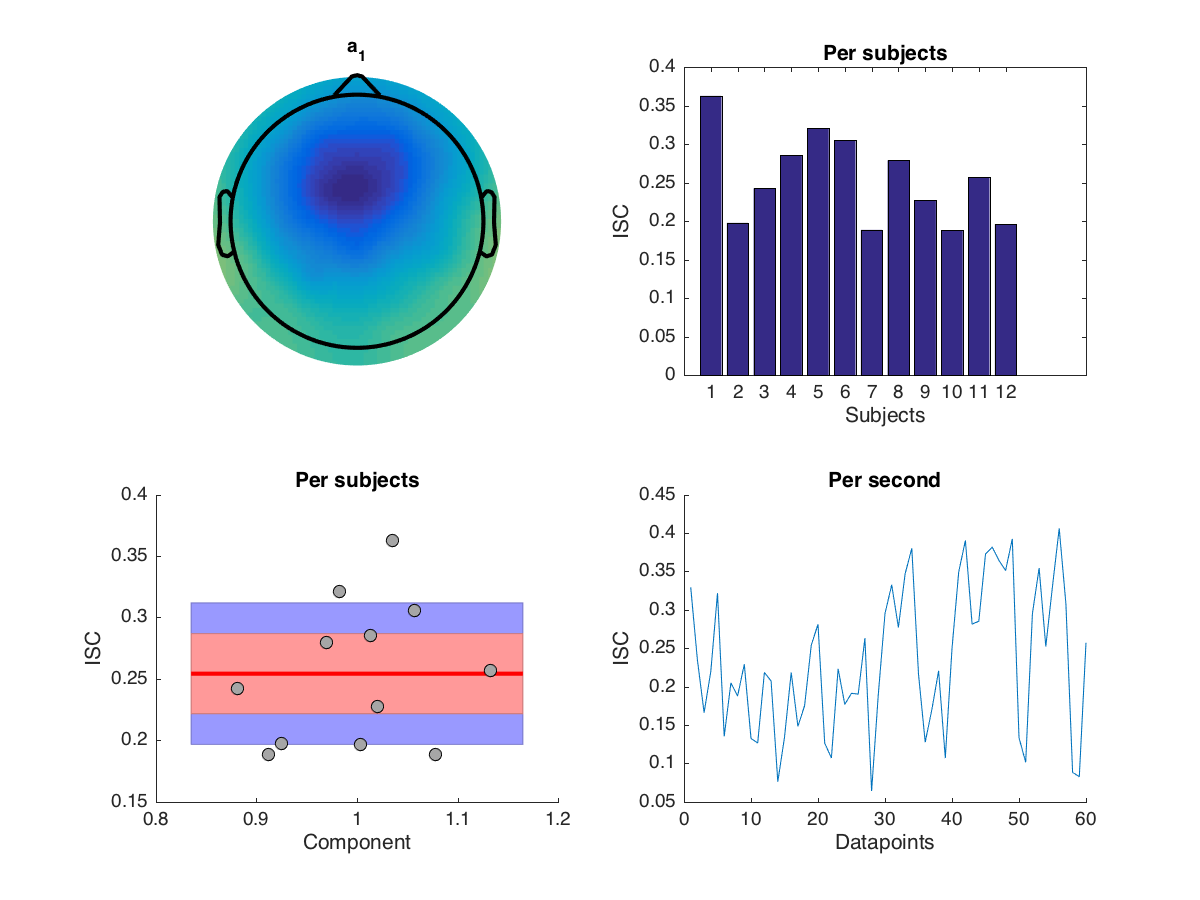 a1
Per subjects
0.4
0.35
0.3
0.25
0.2
0.15
0.1
0.05
0
ISC
1 2 3 4 5 6 7 8 9 10 11 12
Subjects
Per subjects
0.4
0.35
0.3
0.25
0.2
0.15
ISC
0.8 0.9 1 1.1 1.2
Component
Per second
0.45
0.4
0.35
0.3
0.25
0.2
0.15
0.1
0.05
ISC
0 10 20 30 40 50 60
Datapoints